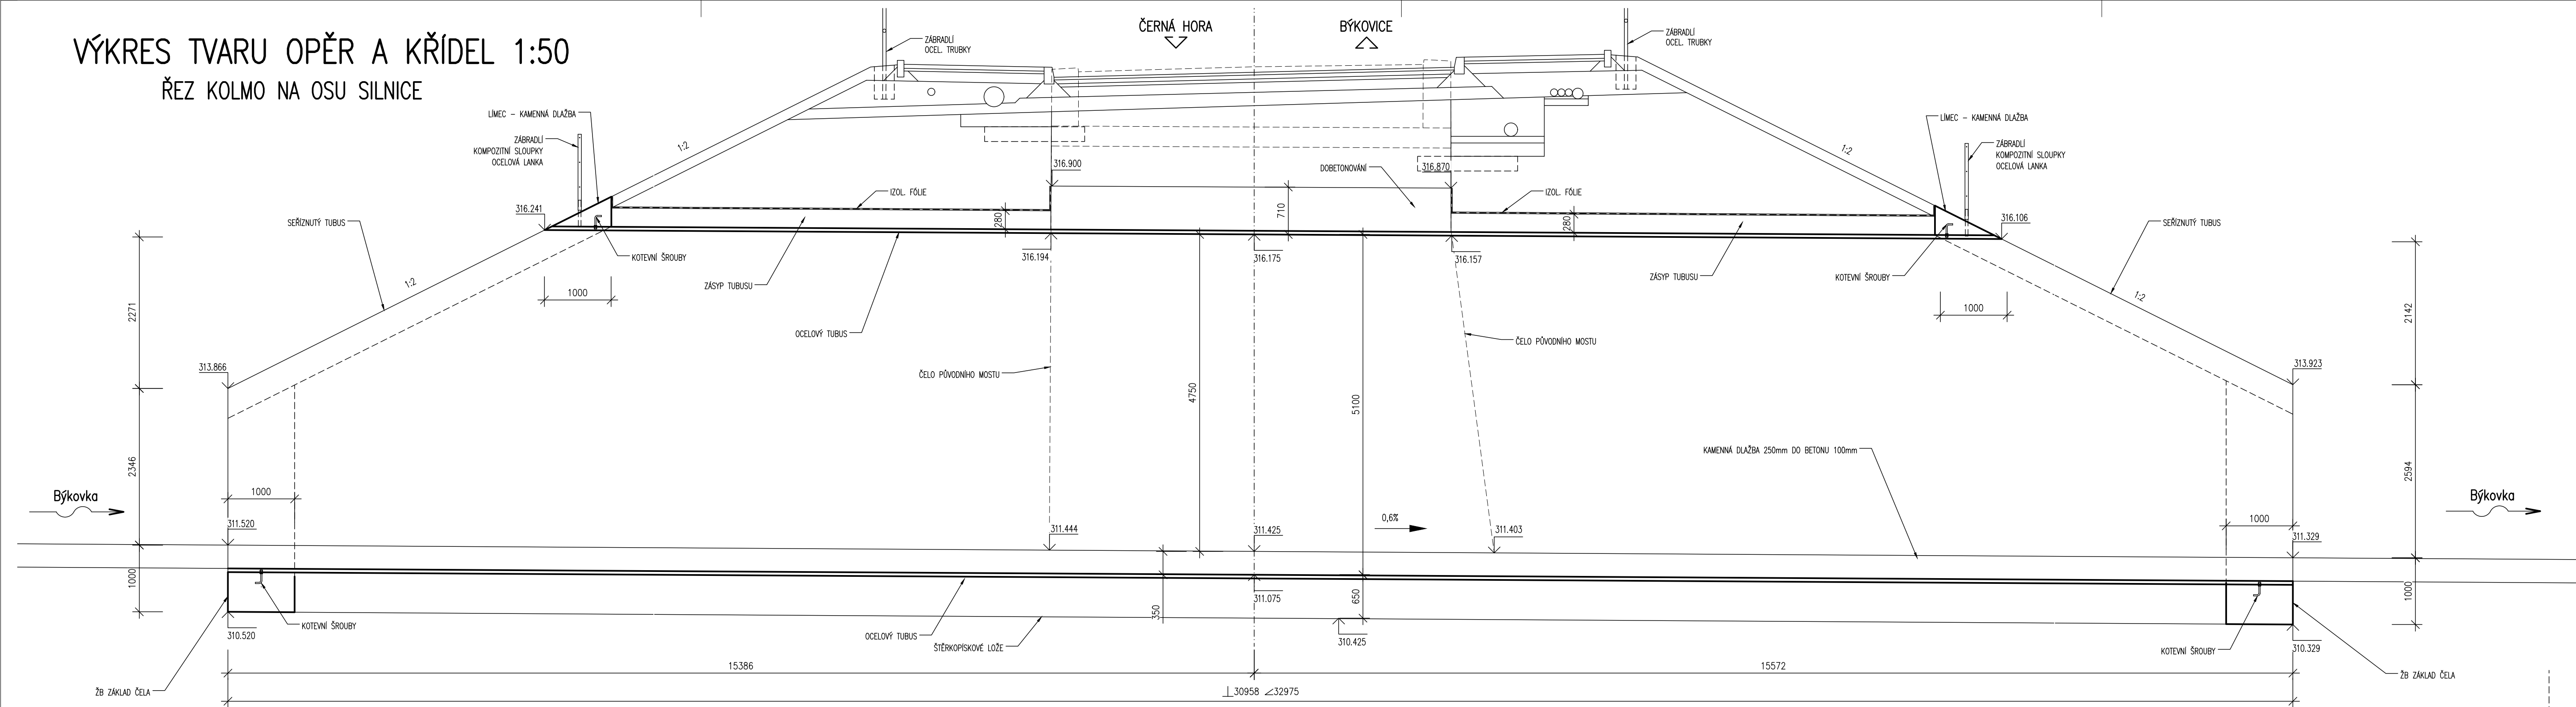 VÝKRES TVARU OPĚR A KŘÍDEL 1:50
ŘEZ KOLMO NA OSU SILNICE
ČERNÁ HORA
BÝKOVICE
ZÁBRADLÍ
OCEL. TRUBKY
ZÁBRADLÍ
OCEL. TRUBKY
LÍMEC - KAMENNÁ DLAŽBA
ZÁBRADLÍ
KOMPOZITNÍ SLOUPKY
OCELOVÁ LANKA
1:2
316.900
316.870
DOBETONOVÁNÍ
1:2
LÍMEC - KAMENNÁ DLAŽBA
ZÁBRADLÍ
KOMPOZITNÍ SLOUPKY
OCELOVÁ LANKA
IZOL. FÓLIE
IZOL. FÓLIE
316.241
SEŘÍZNUTÝ TUBUS
280
710
280
316.106
SEŘÍZNUTÝ TUBUS
KOTEVNÍ ŠROUBY
316.194
316.175
316.157
ZÁSYP TUBUSU
ZÁSYP TUBUSU
KOTEVNÍ ŠROUBY
1:2
1000
1000
1:2
2271
2142
OCELOVÝ TUBUS
ČELO PŮVODNÍHO MOSTU
ČELO PŮVODNÍHO MOSTU
313.866
313.923
4750
5100
KAMENNÁ DLAŽBA 250mm DO BETONU 100mm
2346
2594
Býkovka
1000
Býkovka
1000
311.520
311.444
311.425
0,6%
311.403
311.329
1000
1000
311.075
350
650
310.520
KOTEVNÍ ŠROUBY
OCELOVÝ TUBUS
ŠTĚRKOPÍSKOVÉ LOŽE
310.425
KOTEVNÍ ŠROUBY
310.329
15386
15572
ŽB ZÁKLAD ČELA
ŽB ZÁKLAD ČELA
⊥30958 ∠32975